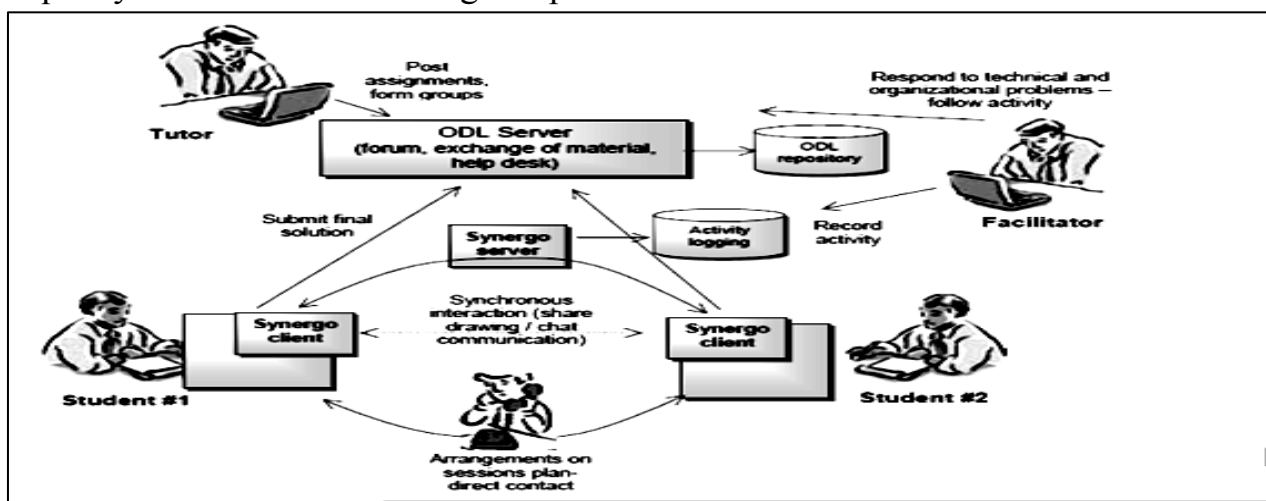 Post
assignments,
form groups
Respond to technical and
organizational problems –
follow activity
Tutor
ODL Server
(forum, exchange of material,
help desk)
ODL
repository
Facilitator
Submit final
solution
Synergo
server
Activity
logging
Record
activity
Synchronous
interaction (share
drawing / chat
communication)
Synergo
client
Synergo
client
Student #1
Student #2
Arrangements on
sessions plan-
direct contact